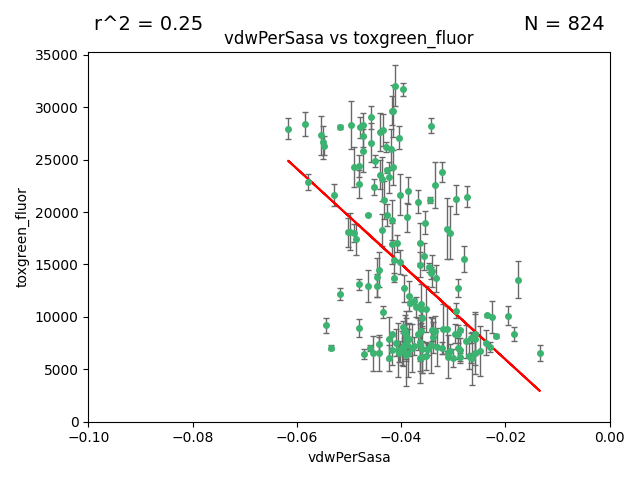 r^2 = 0.25
N = 824
vdwPerSasa vs toxgreen_fluor
35000
30000
25000
20000
15000
10000
5000
0
toxgreen_fluor
−0.10
−0.08
−0.06
−0.04
−0.02
0.00
vdwPerSasa